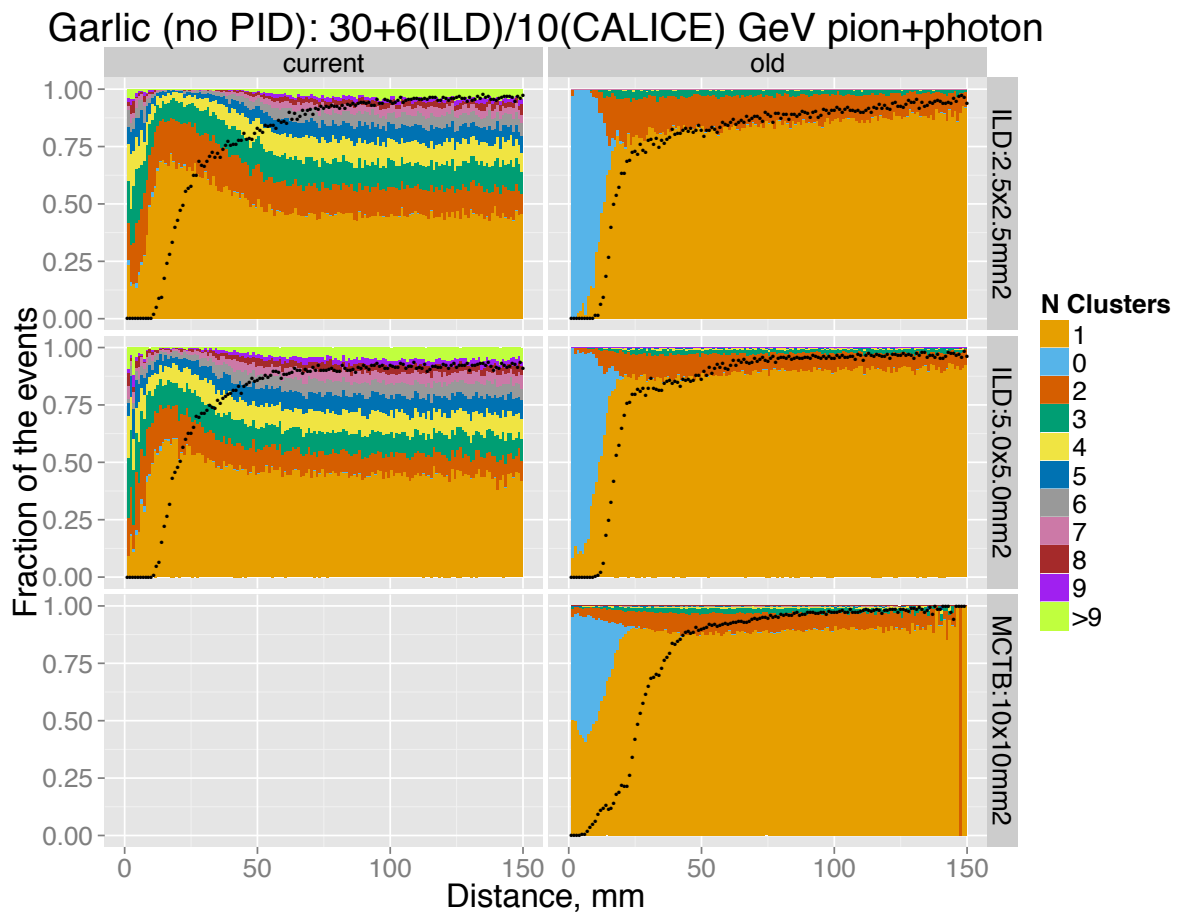 Garlic (no PID): 30+6(ILD)/10(CALICE) GeV pion+photon
current
old
1.00
0.75
0.50
0.25
0.00
ILD:2.5x2.5mm2
1.00
0.75
0.50
0.25
0.00
ILD:5.0x5.0mm2
1.00
0.75
0.50
0.25
0.00
MCTB:10x10mm2
Fraction of the events
0 50 100 150
0 50 100 150
Distance, mm
N Clusters
1
0
2
3
4
5
6
7
8
9
>9